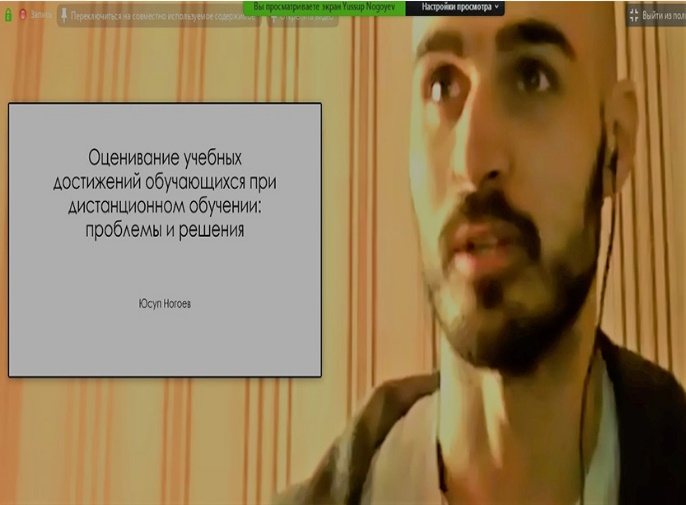 Запись
Переключиться на совместно используемое содержимое
Вы просматриваете экран Yussup Nogoyev
Настройки просмотра
Выйти из пол
Оценивание учебных
достижений обучающихся при
дистанционном обучении:
проблемы и решения
Юсуп Ногоев